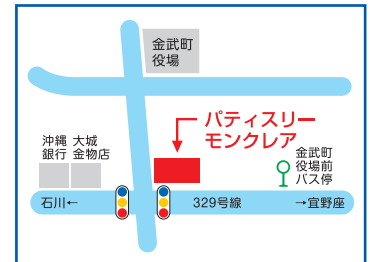 金武町
役場
パティスリー
モンクレア
沖縄
銀行
大城
金物店
金武町
役場前
バス停
石川←
329号線
→宜野座